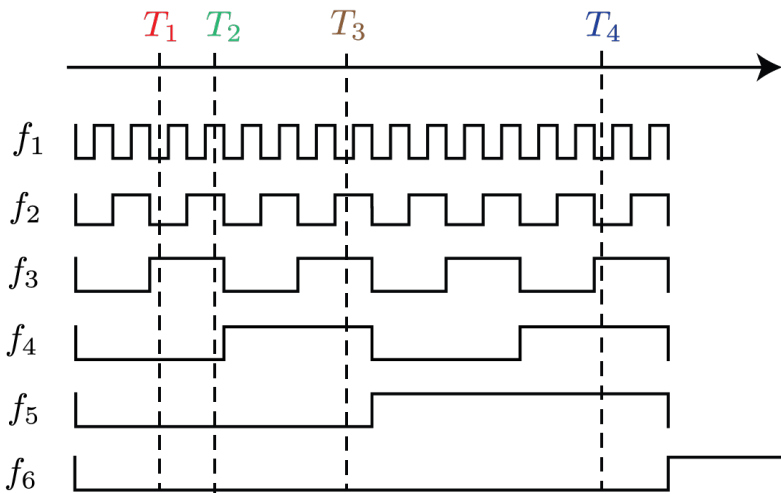 T₁ T₂ T₃ T₄
f₁
f₂
f₃
f₄
f₅
f₆